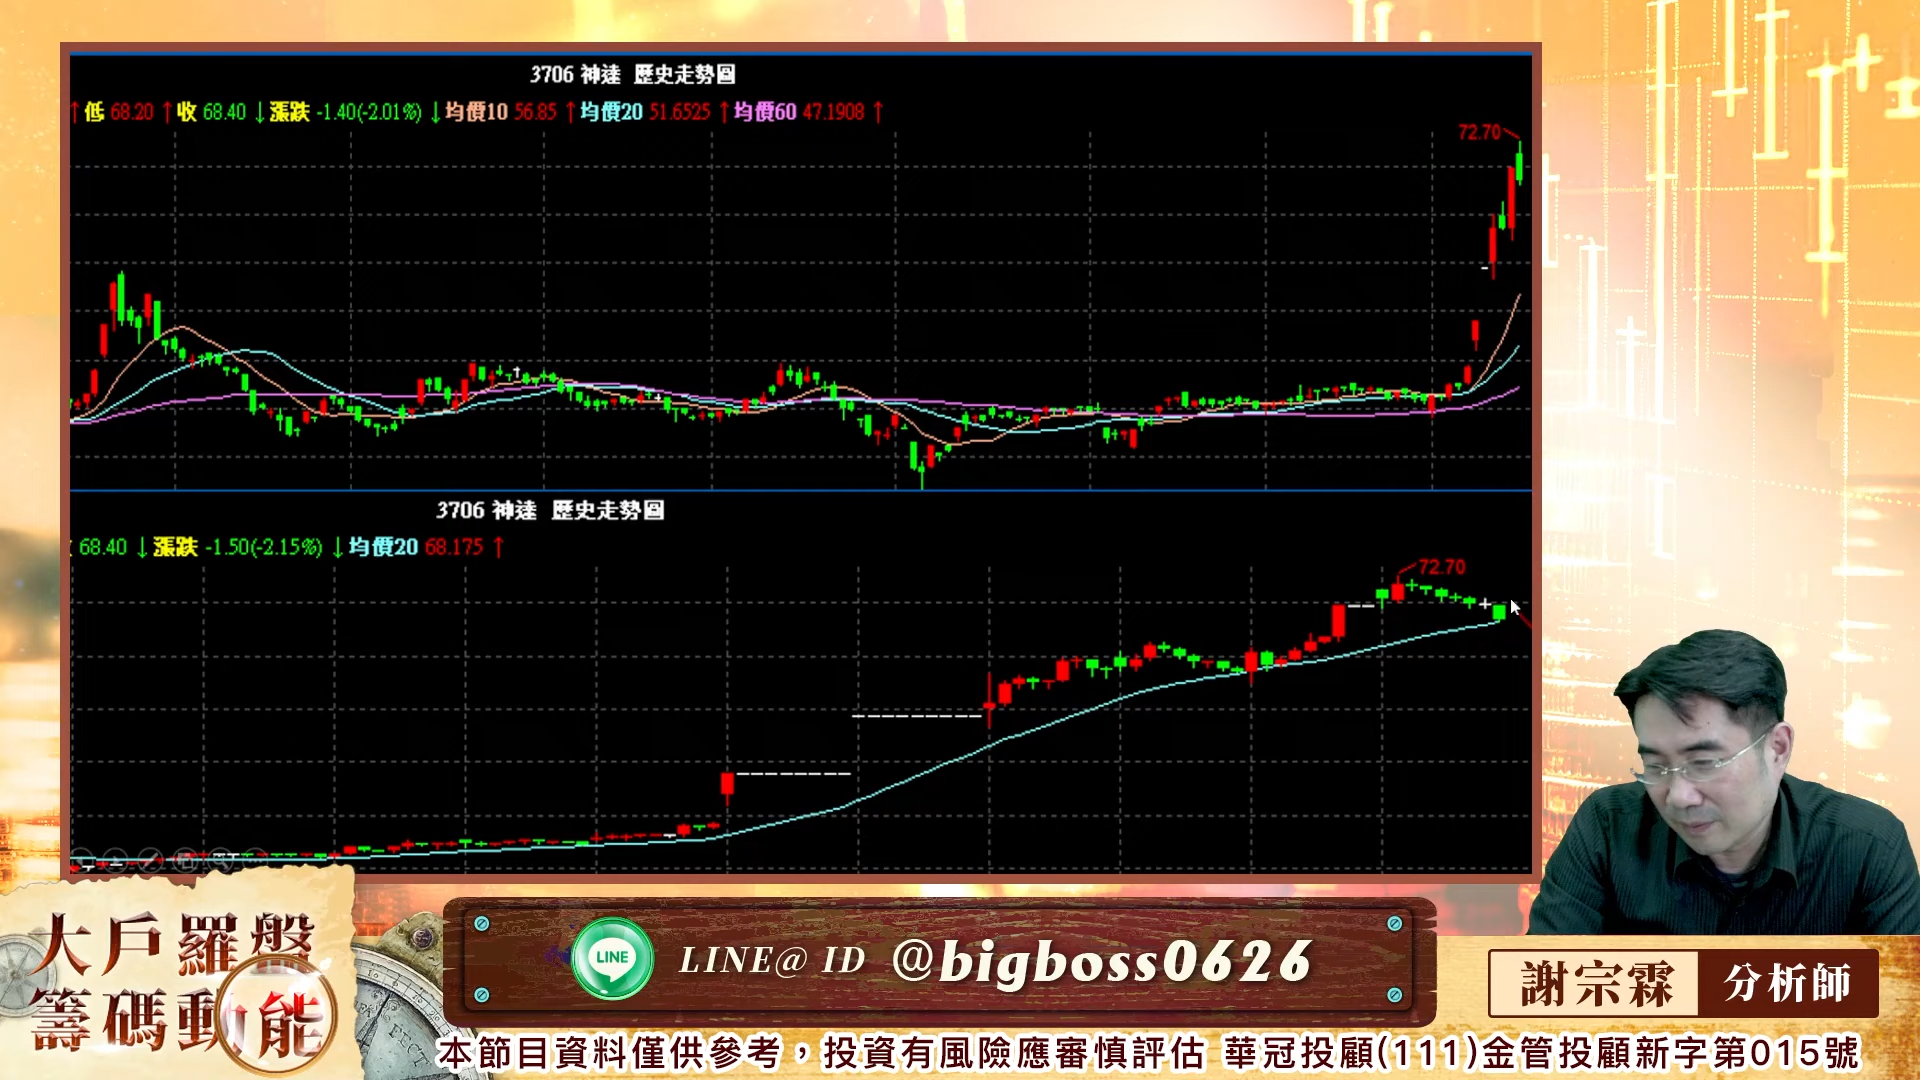 3706 神達 歷史走勢圖
↑低 68.20 ↑收 68.40 ↓漲跌 -1.40(-2.01%) ↓均價10 56.85 ↑均價20 51.6525 ↑均價60 47.1908 ↑
72.70
3706 神達 歷史走勢圖
68.40 ↓漲跌 -1.50(-2.15%) ↓均價20 68.175 ↑
72.70
大戶羅盤
籌碼動能
LINE
LINE@ ID @bigboss0626
謝宗霖 分析師
本節目資料僅供參考，投資有風險應審慎評估 華冠投顧(111)金管投顧新字第015號